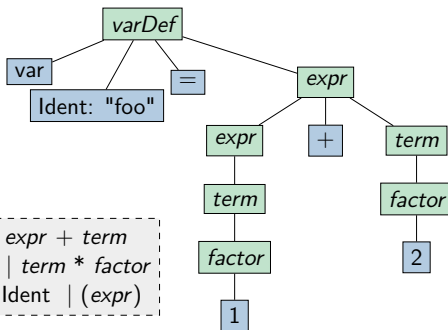 varDef
var
Ident: "foo"
=
expr
expr
+
term
term
factor
factor
1
2
expr + term
| term * factor
Ident | (expr)